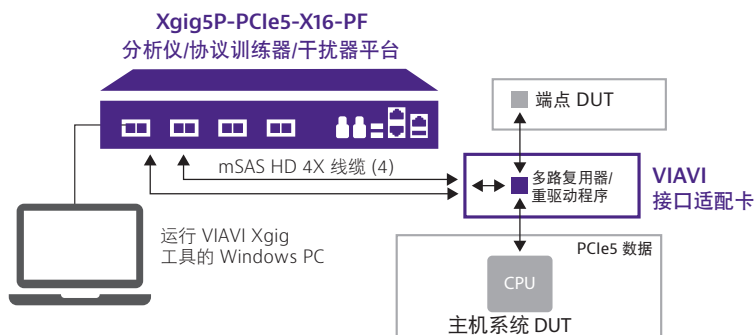 Xgig5P-PCIe5-X16-PF
分析仪/协议训练器/干扰器平台
端点 DUT
mSAS HD 4X 线缆 (4)
多路复用器/
重驱动程序
VIAVI
接口适配卡
运行 VIAVI Xgig
工具的 Windows PC
PCIe5 数据
CPU
主机系统 DUT